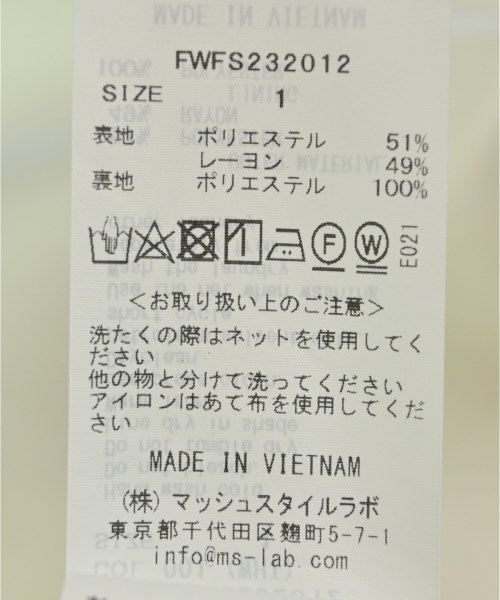 FWFS232012
SIZE 1
表地 ポリエステル 51%
レーヨン 49%
裏地 ポリエステル 100%
F W E021
＜お取り扱い上のご注意＞
洗たくの際はネットを使用してく
ださい
他の物と分けて洗ってください
アイロンはあて布を使用してくだ
さい
MADE IN VIETNAM
(株) マッシュスタイルラボ
東京都千代田区麹町5-7-1
info@ms-lab.com